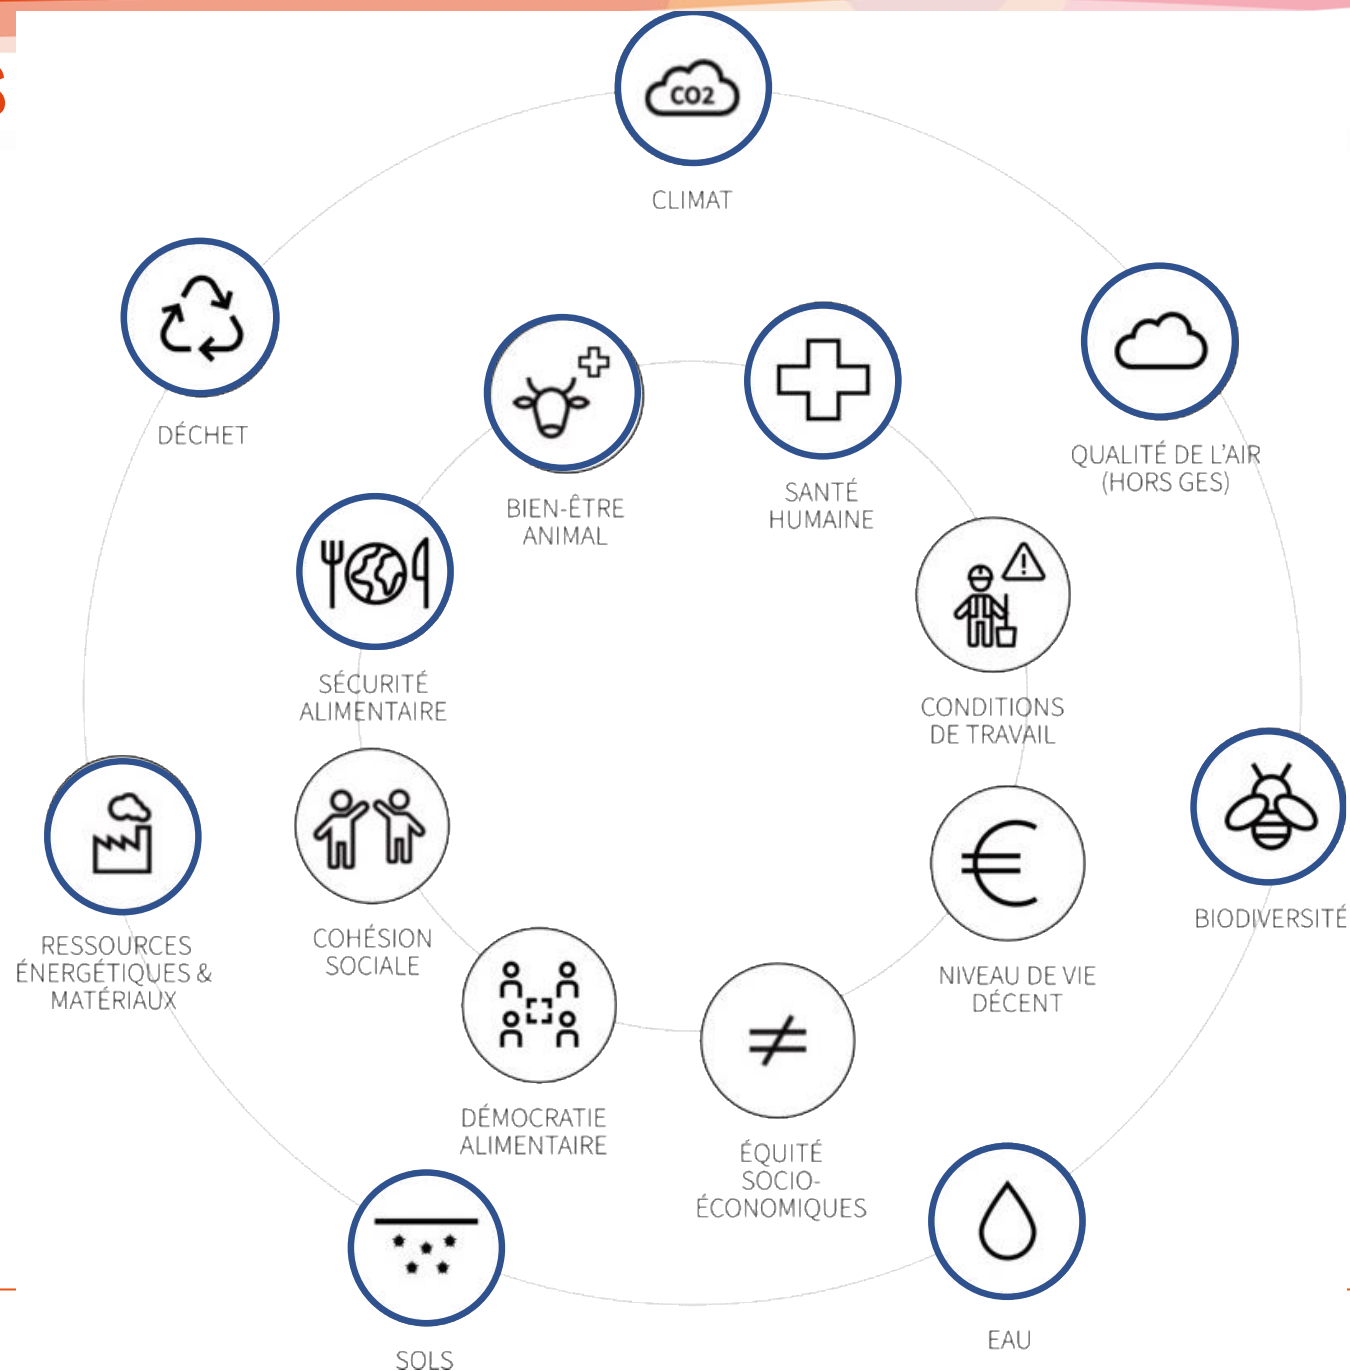 S
CO2
CLIMAT
DÉCHET
QUALITÉ DE L'AIR
(HORS GES)
BIEN-ÊTRE
ANIMAL
SANTÉ
HUMAINE
SÉCURITÉ
ALIMENTAIRE
CONDITIONS
DE TRAVAIL
€
BIODIVERSITÉ
RESSOURCES
ÉNERGÉTIQUES &
MATÉRIAUX
COHÉSION
SOCIALE
NIVEAU DE VIE
DÉCENT
≠
DÉMOCRATIE
ALIMENTAIRE
ÉQUITÉ
SOCIO-
ÉCONOMIQUES
EAU
SOLS